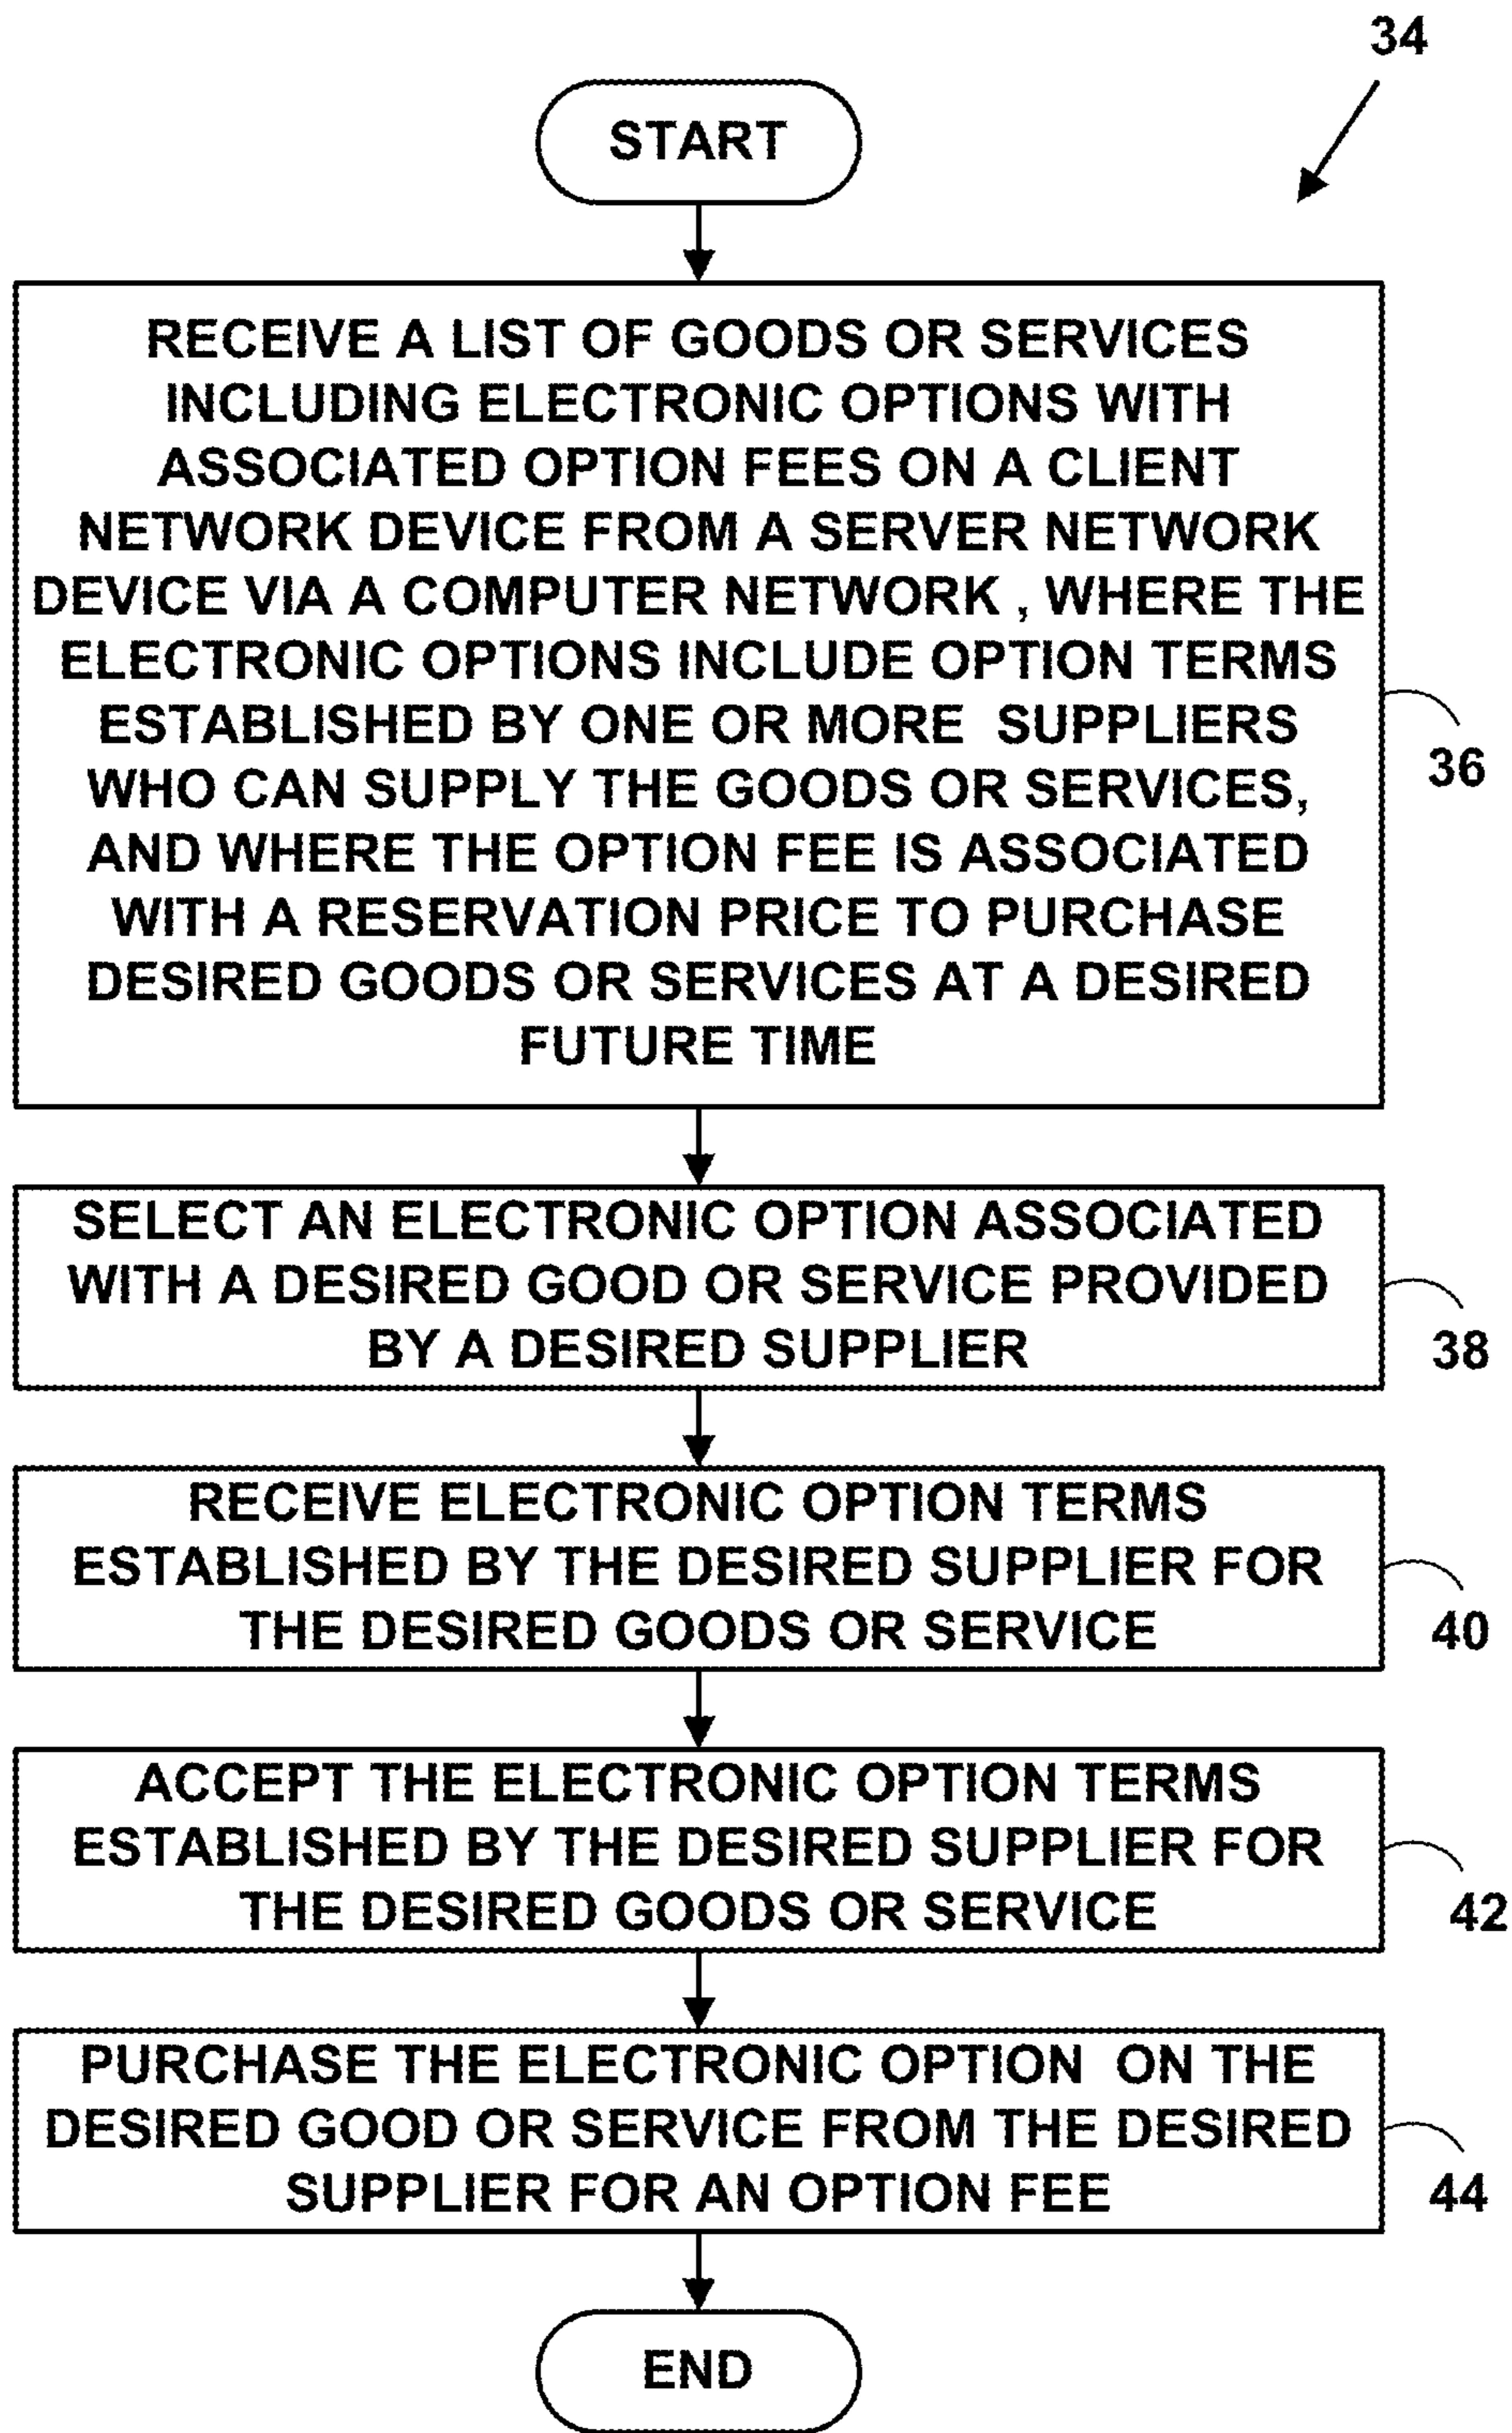 34
START
RECEIVE A LIST OF GOODS OR SERVICES
INCLUDING ELECTRONIC OPTIONS WITH
ASSOCIATED OPTION FEES ON A CLIENT
NETWORK DEVICE FROM A SERVER NETWORK
DEVICE VIA A COMPUTER NETWORK , WHERE THE
ELECTRONIC OPTIONS INCLUDE OPTION TERMS
ESTABLISHED BY ONE OR MORE SUPPLIERS
WHO CAN SUPPLY THE GOODS OR SERVICES,
AND WHERE THE OPTION FEE IS ASSOCIATED
WITH A RESERVATION PRICE TO PURCHASE
DESIRED GOODS OR SERVICES AT A DESIRED
FUTURE TIME
36
SELECT AN ELECTRONIC OPTION ASSOCIATED
WITH A DESIRED GOOD OR SERVICE PROVIDED
BY A DESIRED SUPPLIER
38
RECEIVE ELECTRONIC OPTION TERMS
ESTABLISHED BY THE DESIRED SUPPLIER FOR
THE DESIRED GOODS OR SERVICE
40
ACCEPT THE ELECTRONIC OPTION TERMS
ESTABLISHED BY THE DESIRED SUPPLIER FOR
THE DESIRED GOODS OR SERVICE
42
PURCHASE THE ELECTRONIC OPTION ON THE
DESIRED GOOD OR SERVICE FROM THE DESIRED
SUPPLIER FOR AN OPTION FEE
44
END